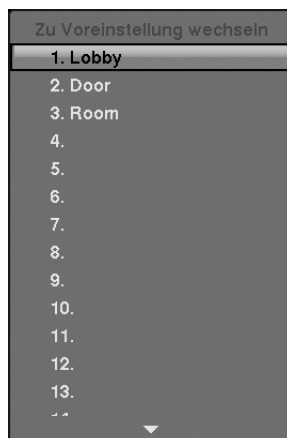 Zu Voreinstellung wechseln
1. Lobby
2. Door
3. Room
4.
5.
6.
7.
8.
9.
10.
11.
12.
13.